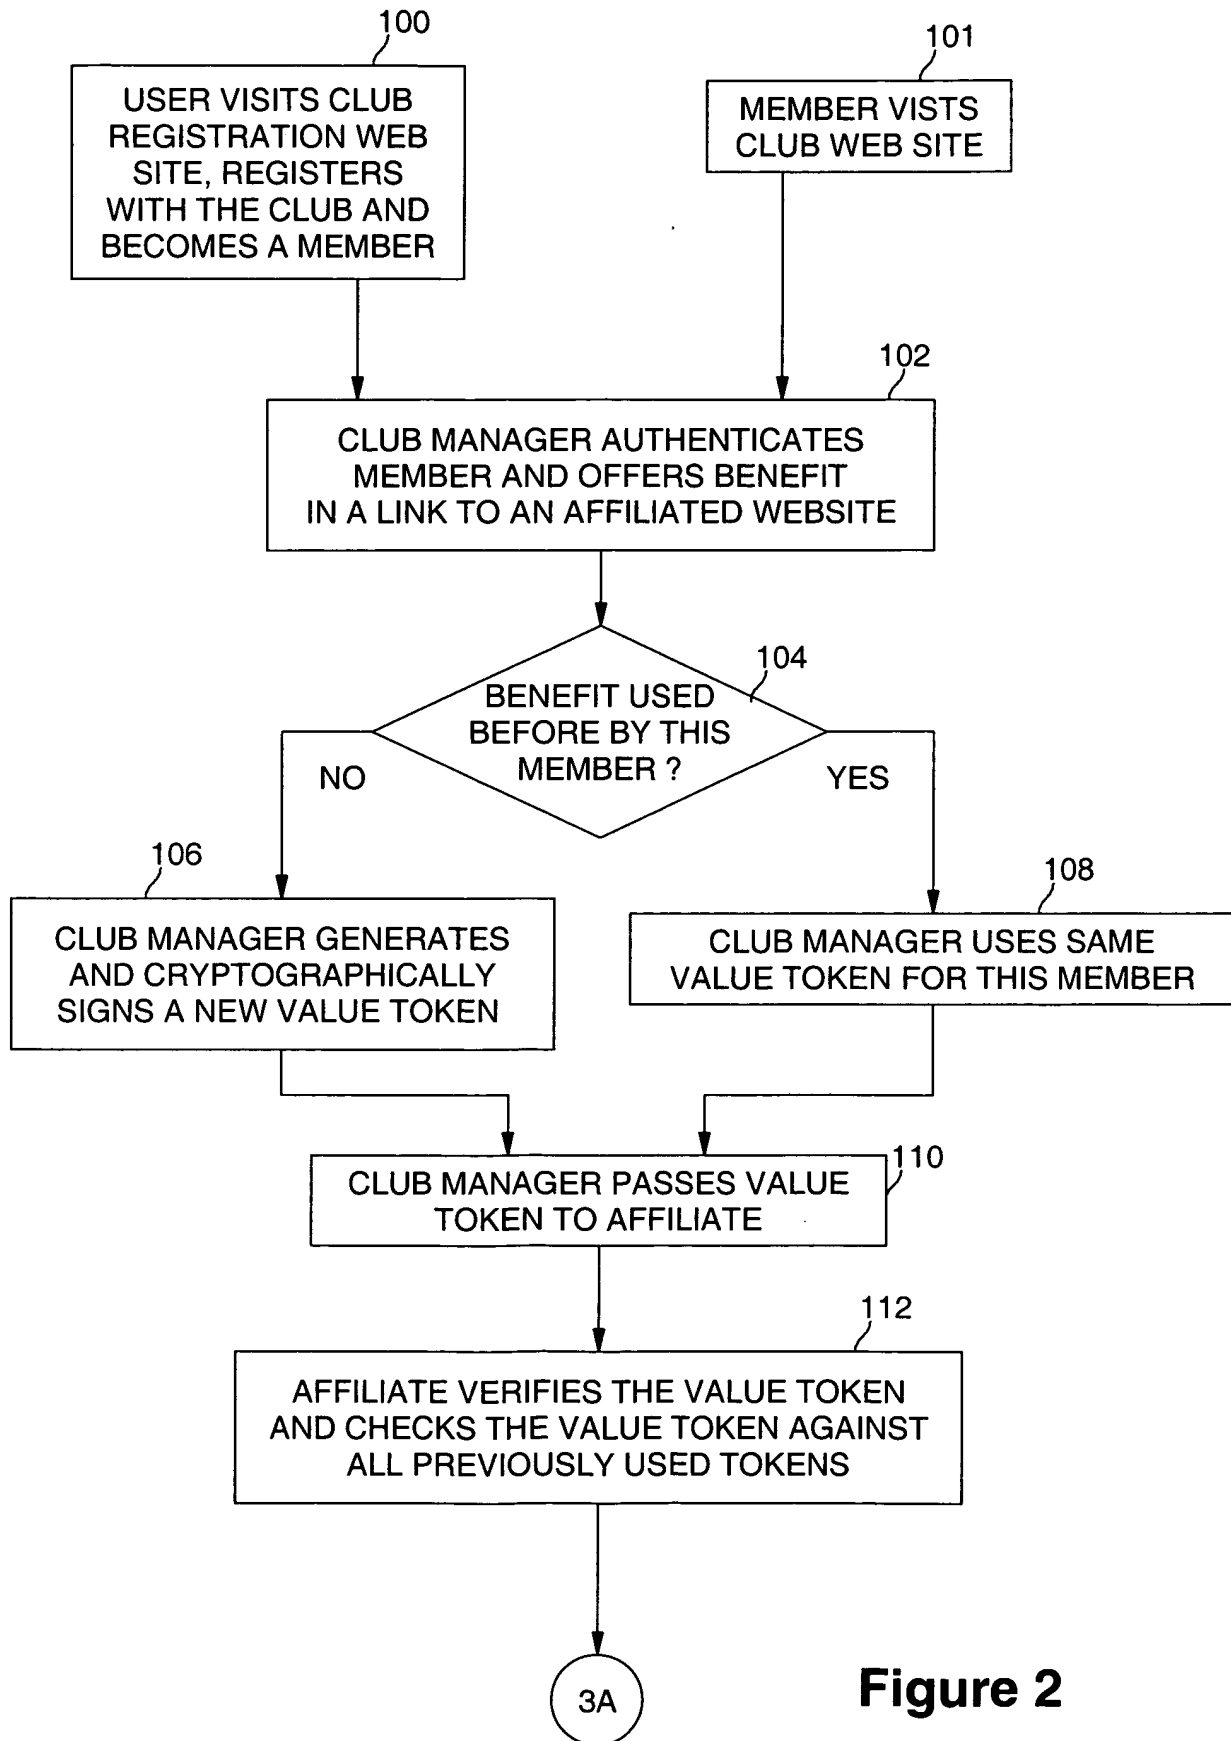 100
USER VISITS CLUB
REGISTRATION WEB
SITE, REGISTERS
WITH THE CLUB AND
BECOMES A MEMBER
101
MEMBER VISTS
CLUB WEB SITE
102
CLUB MANAGER AUTHENTICATES
MEMBER AND OFFERS BENEFIT
IN A LINK TO AN AFFILIATED WEBSITE
104
BENEFIT USED
BEFORE BY THIS
MEMBER ?
NO
YES
106
CLUB MANAGER GENERATES
AND CRYPTOGRAPHICALLY
SIGNS A NEW VALUE TOKEN
108
CLUB MANAGER USES SAME
VALUE TOKEN FOR THIS MEMBER
110
CLUB MANAGER PASSES VALUE
TOKEN TO AFFILIATE
112
AFFILIATE VERIFIES THE VALUE TOKEN
AND CHECKS THE VALUE TOKEN AGAINST
ALL PREVIOUSLY USED TOKENS
3A
Figure 2